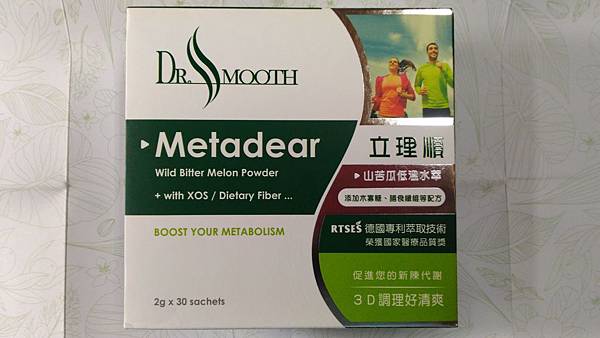 DR. SMOOTH
Metadear
Wild Bitter Melon Powder
+ with XOS / Dietary Fiber ...
BOOST YOUR METABOLISM
2g x 30 sachets
立理順
山苦瓜低溫水萃
添加木寡糖、膳食纖維等配方
RTSES 德國專利萃取技術
榮獲國家醫療品質獎
促進您的新陳代謝
3D調理好清爽